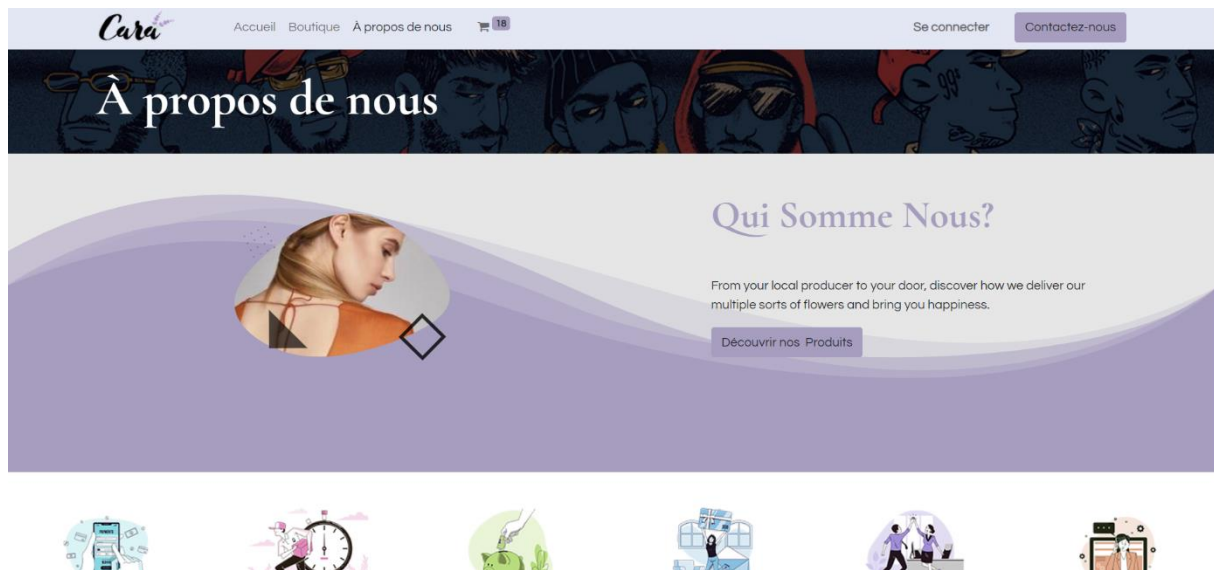 Cara
Accueil Boutique À propos de nous 18
Se connecter Contactez-nous
À propos de nous
99
Qui Somme Nous?
From your local producer to your door, discover how we deliver our
multiple sorts of flowers and bring you happiness.
Découvrir nos Produits